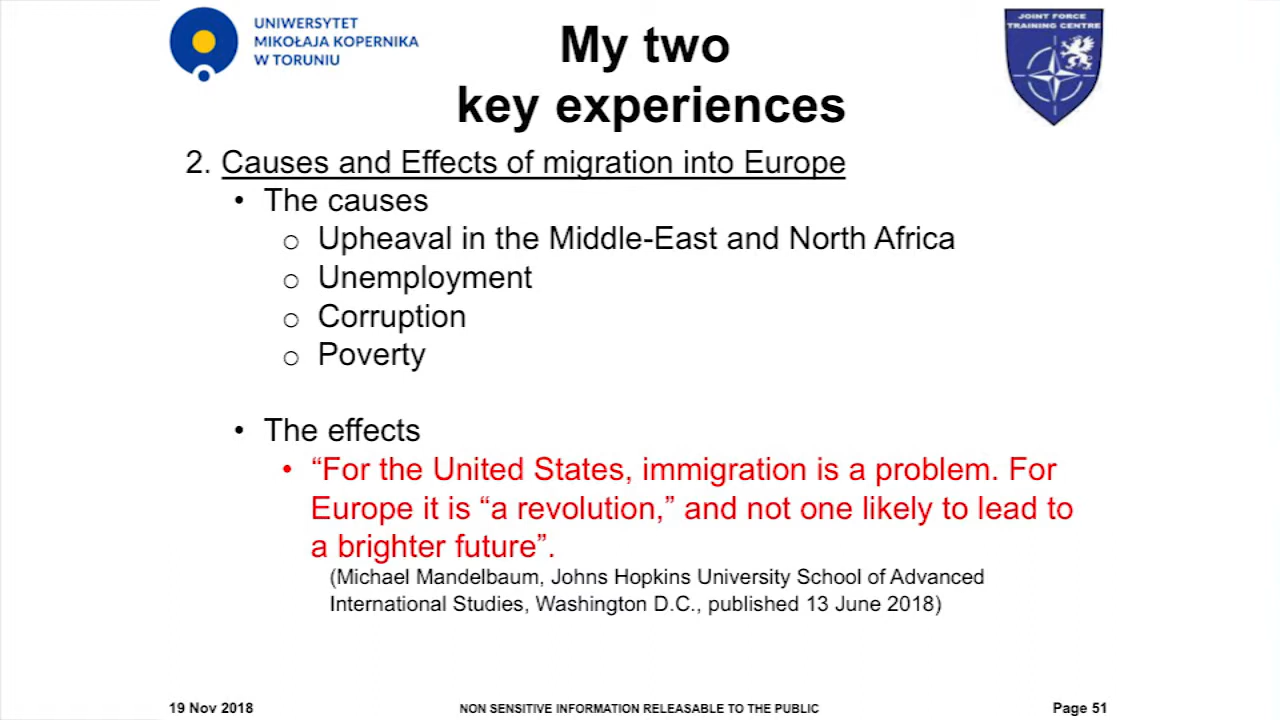 UNIWERSYTET
MIKOŁAJA KOPERNIKA
W TORUNIU
My two
key experiences
JOINT FORCE
TRAINING CENTRE
2. Causes and Effects of migration into Europe
• The causes
o Upheaval in the Middle-East and North Africa
o Unemployment
o Corruption
o Poverty
• The effects
• “For the United States, immigration is a problem. For
Europe it is “a revolution,” and not one likely to lead to
a brighter future”.
(Michael Mandelbaum, Johns Hopkins University School of Advanced
International Studies, Washington D.C., published 13 June 2018)
19 Nov 2018
NON SENSITIVE INFORMATION RELEASABLE TO THE PUBLIC
Page 51